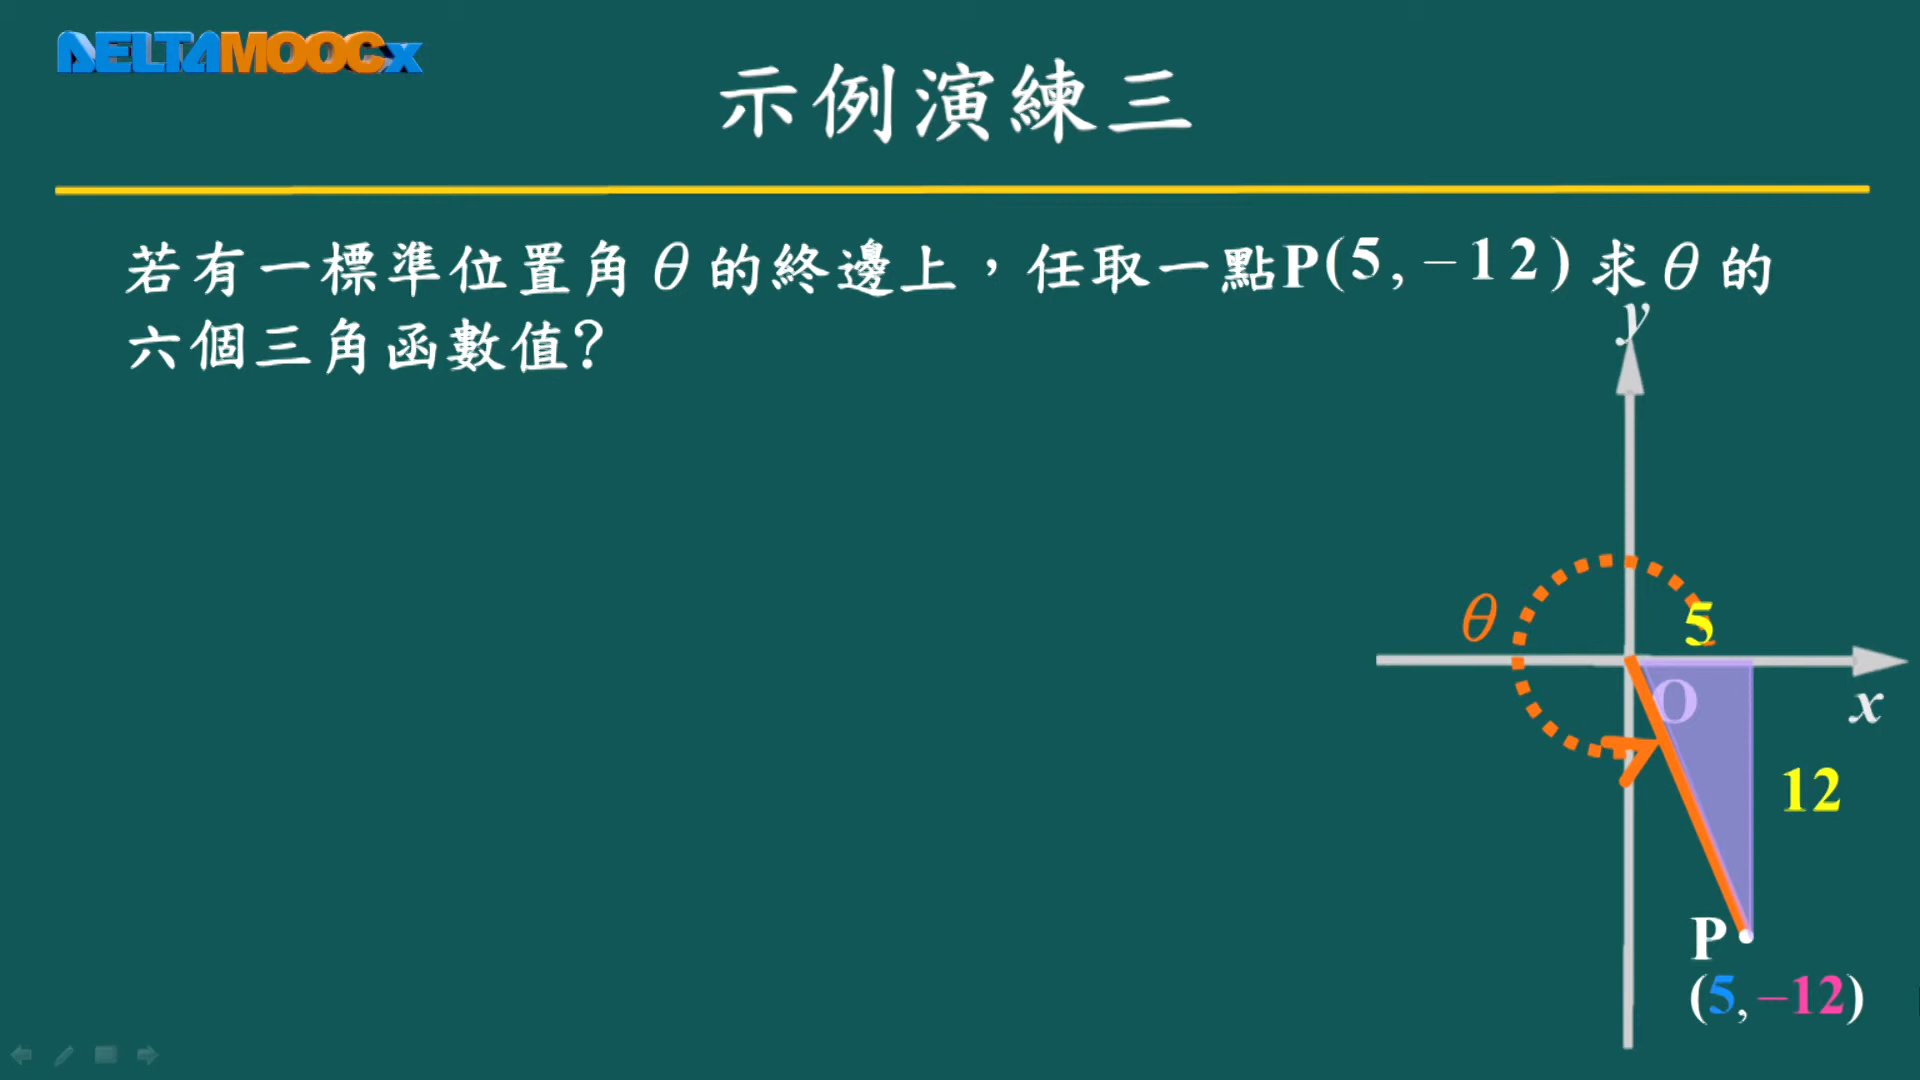 DELTAMOOCx
示例演練三
若有一標準位置角θ的終邊上，任取一點P(5,－12)求θ的
六個三角函數值?
y
θ
5
O
x
12
P
(5,－12)